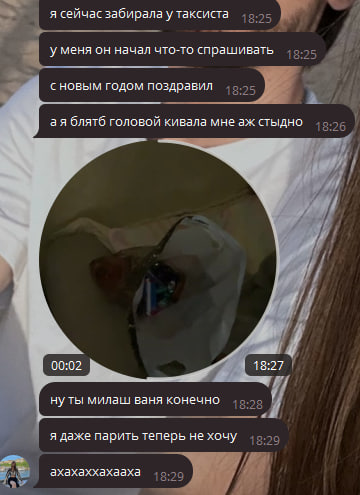 я сейчас забирала у таксиста 18:25
у меня он начал что-то спрашивать 18:25
с новым годом поздравил 18:25
а я блятб головой кивала мне аж стыдно 18:26
00:02 18:27
ну ты милаш ваня конечно 18:28
я даже парить теперь не хочу 18:29
ахахаххахааха 18:29